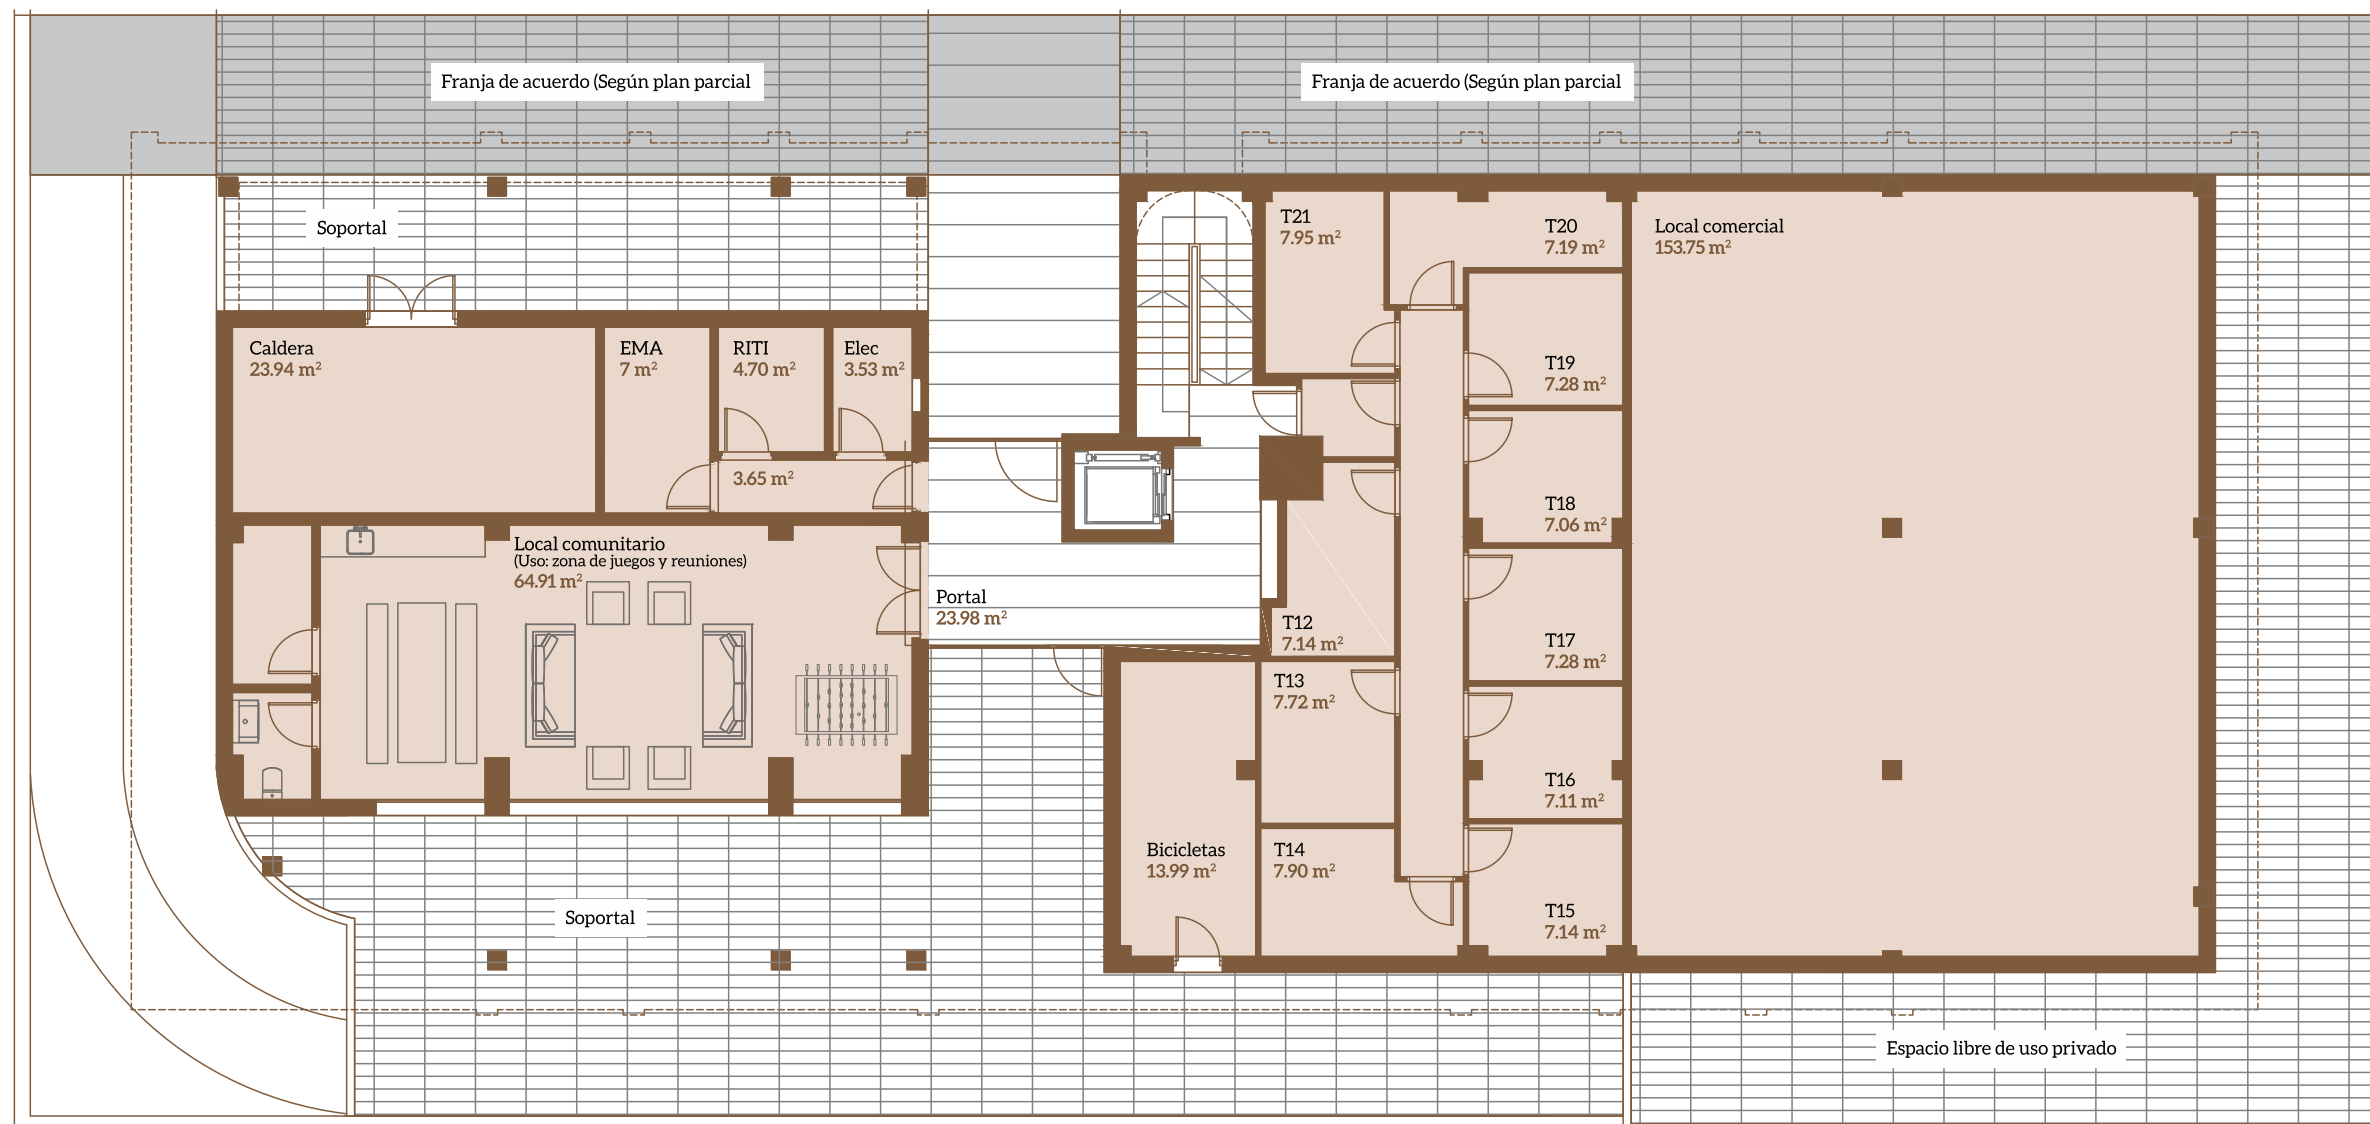 Franja de acuerdo (Según plan parcial
Franja de acuerdo (Según plan parcial
Soportal
T21
7.95 m²
T20
7.19 m²
Local comercial
153.75 m²
Caldera
23.94 m²
EMA
7 m²
RITI
4.70 m²
Elec
3.53 m²
T19
7.28 m²
3.65 m²
T18
7.06 m²
Local comunitario
(Uso: zona de juegos y reuniones)
64.91 m²
Portal
23.98 m²
T12
7.14 m²
T17
7.28 m²
T13
7.72 m²
T16
7.11 m²
Bicicletas
13.99 m²
T14
7.90 m²
Soportal
T15
7.14 m²
Espacio libre de uso privado